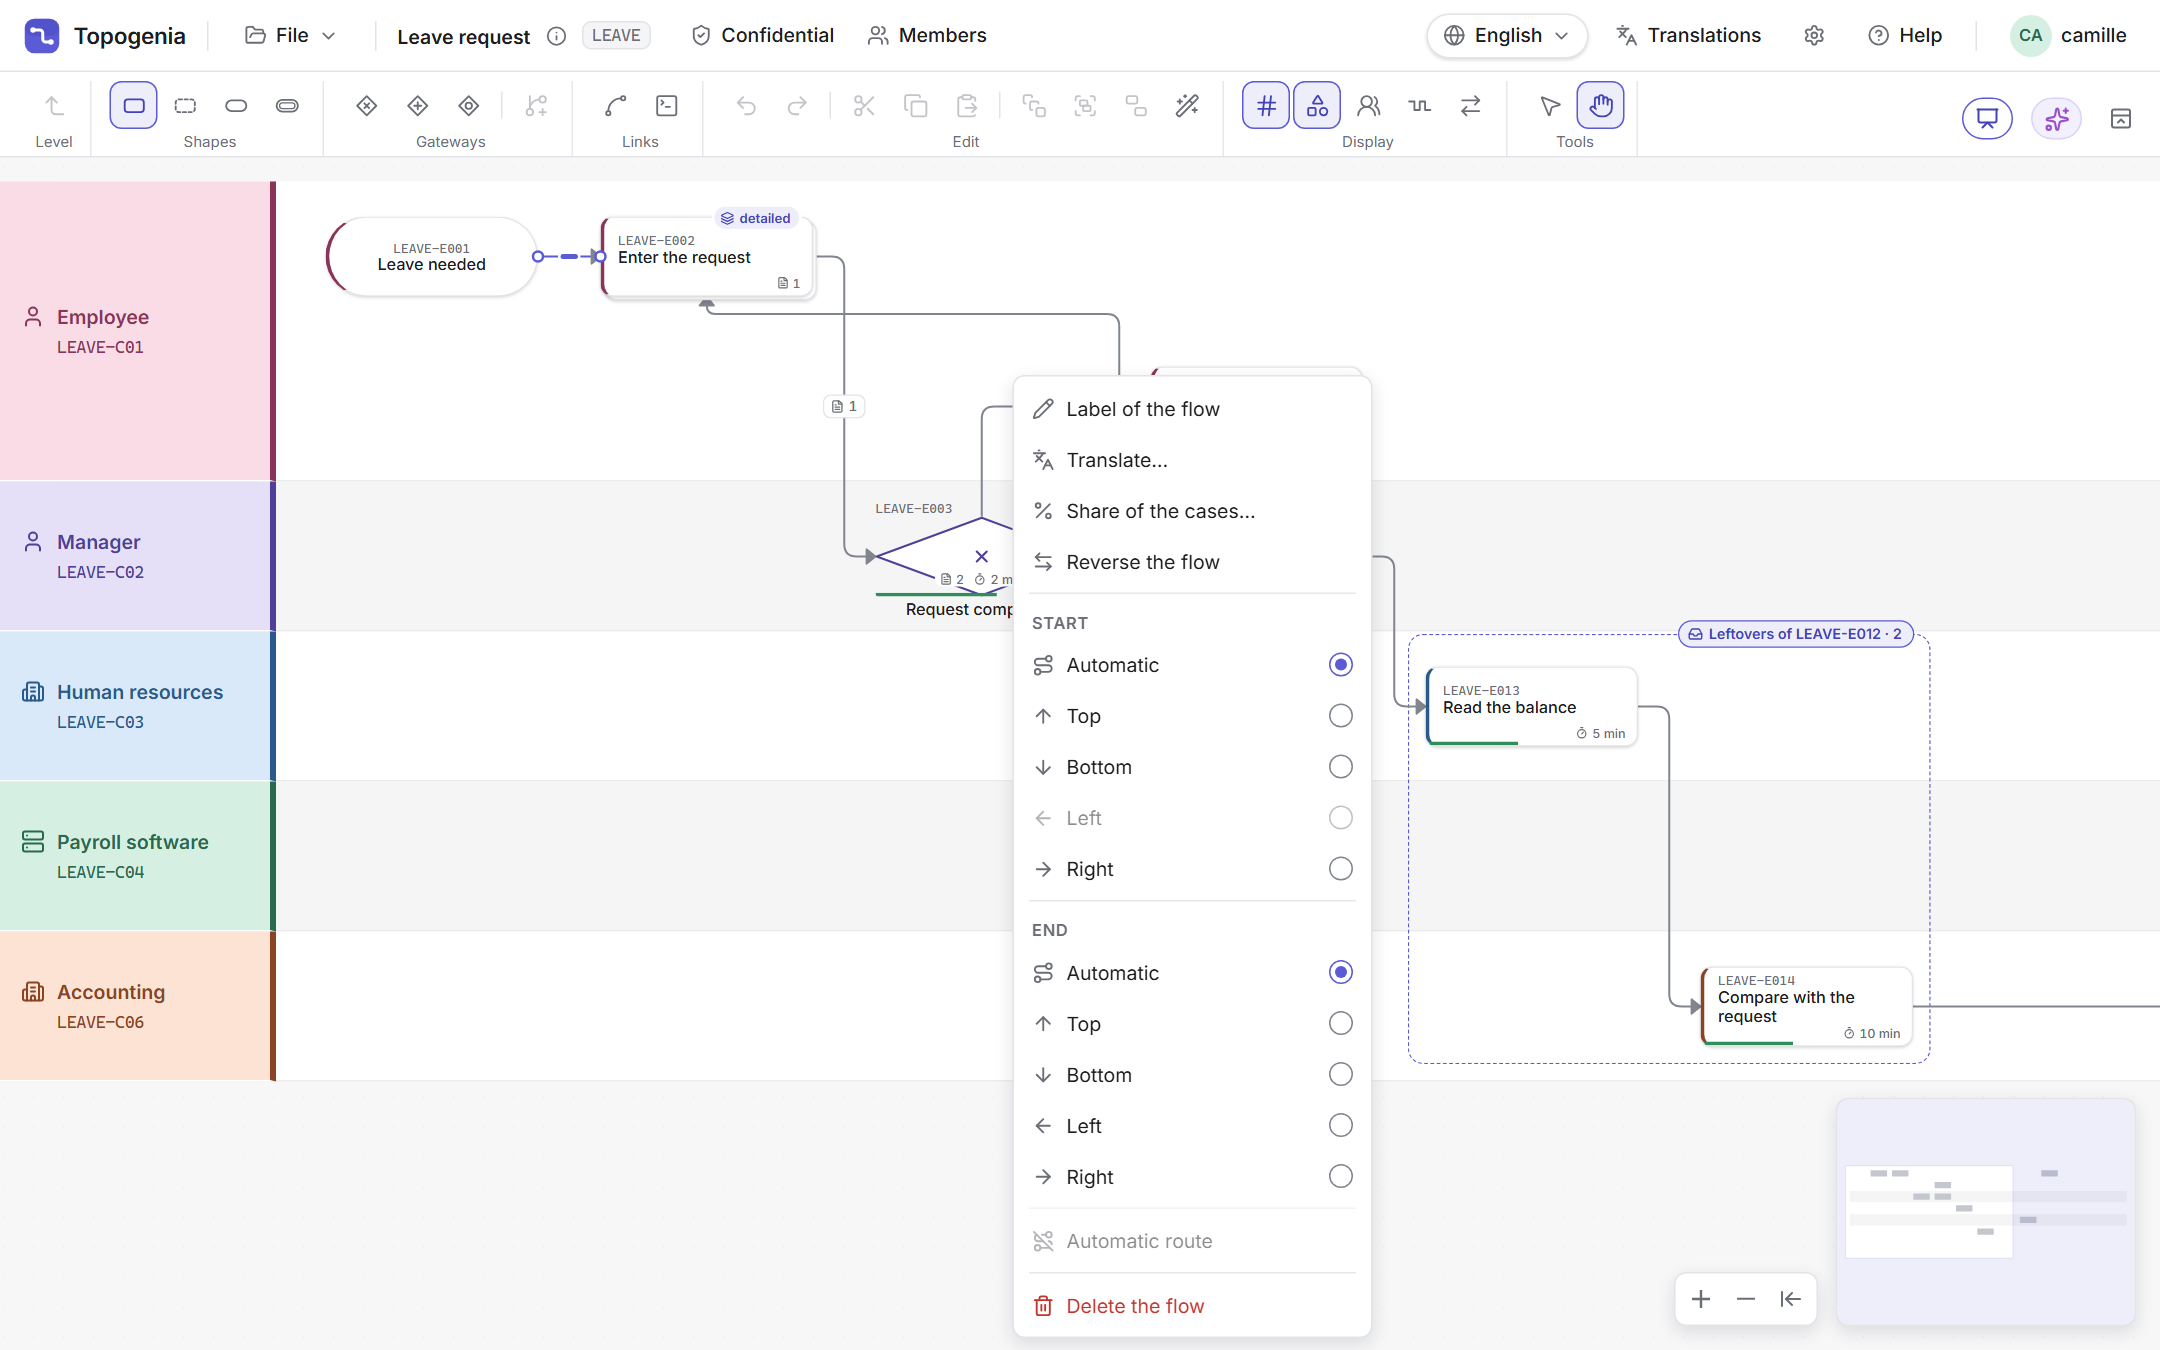 Topogenia
File
Leave request
LEAVE
Confidential
Members
English
Translations
Help
CA
camille
Level
Shapes
Gateways
Links
Edit
Display
Tools
Employee
LEAVE-C01
Manager
LEAVE-C02
Human resources
LEAVE-C03
Payroll software
LEAVE-C04
Accounting
LEAVE-C06
LEAVE-E001
Leave needed
detailed
LEAVE-E002
Enter the request
1
1
LEAVE-E003
2
2 m
Request comp
Label of the flow
Translate...
Share of the cases...
Reverse the flow
START
Automatic
Top
Bottom
Left
Right
END
Automatic
Top
Bottom
Left
Right
Automatic route
Delete the flow
Leftovers of LEAVE-E012 · 2
LEAVE-E013
Read the balance
5 min
LEAVE-E014
Compare with the
request
10 min